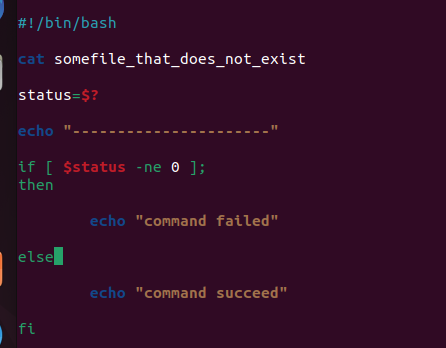 #!/bin/bash
cat somefile_that_does_not_exist
status=$?
echo "----------------------"
if [ $status -ne 0 ];
then
echo "command failed"
else
echo "command succeed"
fi